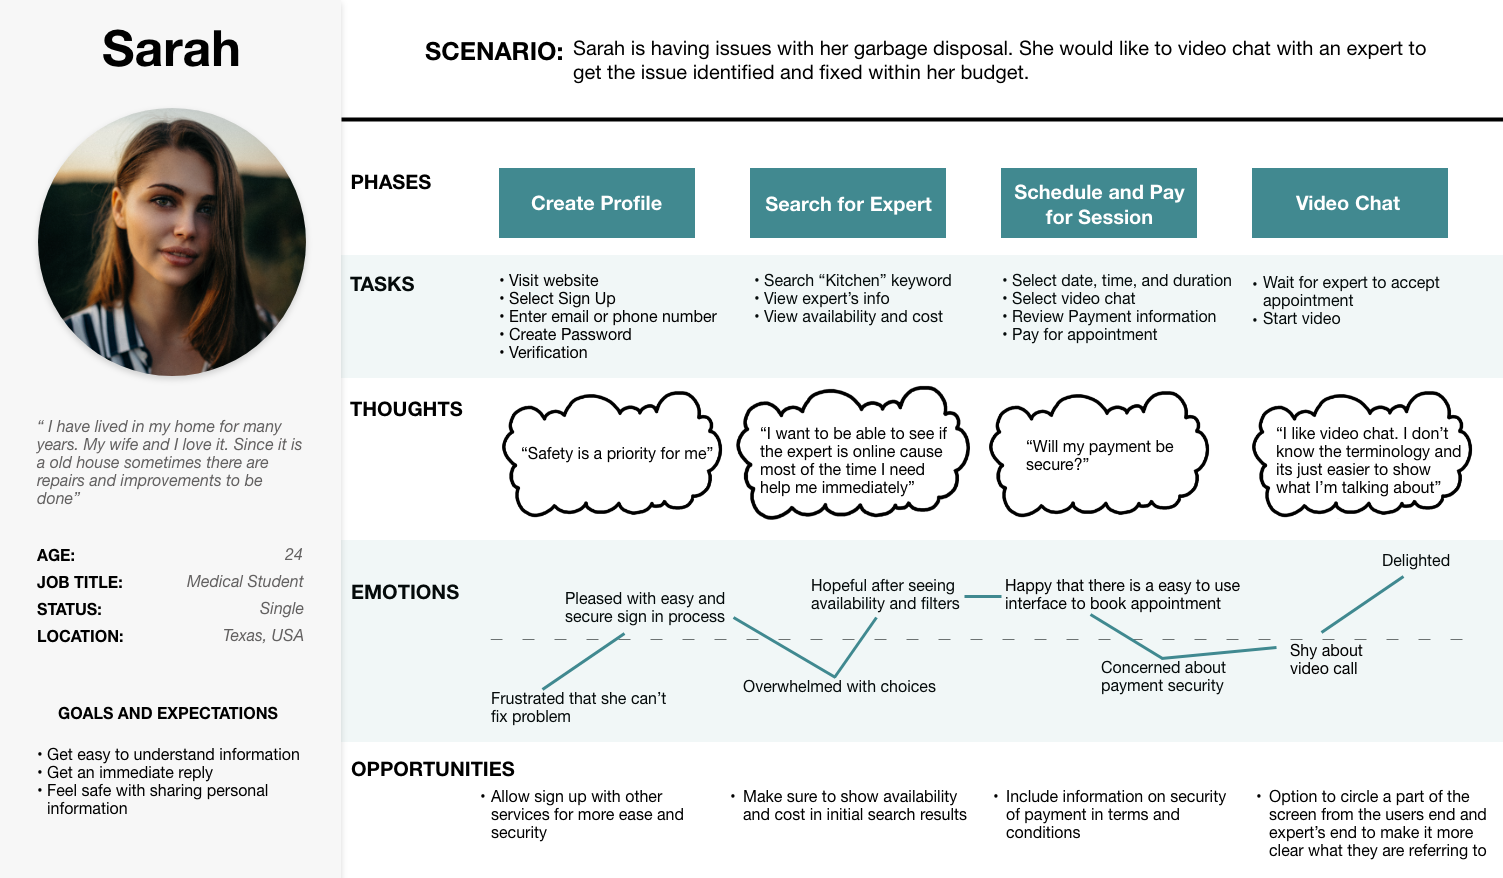 Sarah
“ I have lived in my home for many
years. My wife and I love it. Since it is
a old house sometimes there are
repairs and improvements to be
done”
AGE: 24
JOB TITLE: Medical Student
STATUS: Single
LOCATION: Texas, USA
GOALS AND EXPECTATIONS
• Get easy to understand information
• Get an immediate reply
• Feel safe with sharing personal
information
SCENARIO: Sarah is having issues with her garbage disposal. She would like to video chat with an expert to
get the issue identified and fixed within her budget.
PHASES
Create Profile
Search for Expert
Schedule and Pay
for Session
Video Chat
TASKS
• Visit website
• Select Sign Up
• Enter email or phone number
• Create Password
• Verification
• Search “Kitchen” keyword
• View expert’s info
• View availability and cost
• Select date, time, and duration
• Select video chat
• Review Payment information
• Pay for appointment
• Wait for expert to accept
appointment
• Start video
THOUGHTS
“Safety is a priority for me”
“I want to be able to see if
the expert is online cause
most of the time I need
help me immediately”
“Will my payment be
secure?”
“I like video chat. I don’t
know the terminology and
its just easier to show
what I’m talking about”
EMOTIONS
Frustrated that she can’t
fix problem
Pleased with easy and
secure sign in process
Overwhelmed with choices
Hopeful after seeing
availability and filters
Happy that there is a easy to use
interface to book appointment
Concerned about
payment security
Shy about
video call
Delighted
OPPORTUNITIES
• Allow sign up with other
services for more ease and
security
• Make sure to show availability
and cost in initial search results
• Include information on security
of payment in terms and
conditions
• Option to circle a part of the
screen from the users end and
expert’s end to make it more
clear what they are referring to